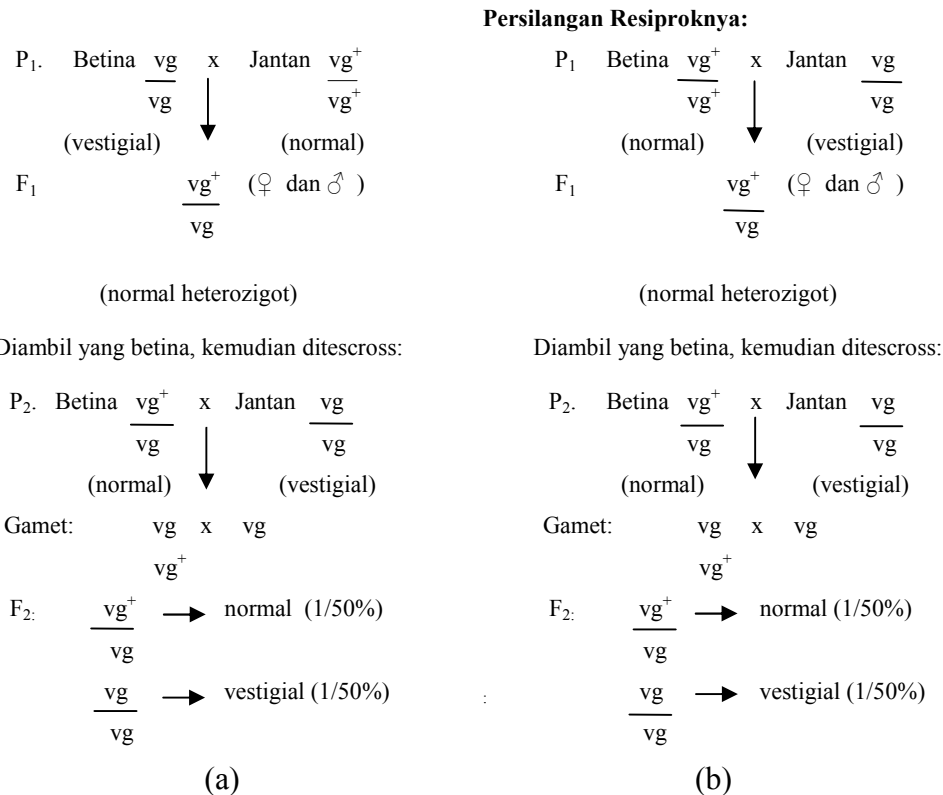 Persilangan Resiproknya:
P1. Betina vg x Jantan vg+
vg vg+
(vestigial) (normal)
F1 vg+ (♀ dan ♂ )
vg
(normal heterozigot)
Diambil yang betina, kemudian ditescross:
P2. Betina vg+ x Jantan vg
vg vg
(normal) (vestigial)
Gamet: vg x vg
vg+
F2: vg+ normal (1/50%)
vg
vg vestigial (1/50%)
vg
(a)
P1 Betina vg+ x Jantan vg
vg+ vg
(normal) (vestigial)
F1 vg+ (♀ dan ♂ )
vg
(normal heterozigot)
Diambil yang betina, kemudian ditescross:
P2. Betina vg+ x Jantan vg
vg vg
(normal) (vestigial)
Gamet: vg x vg
vg+
F2: vg+ normal (1/50%)
vg
: vg vestigial (1/50%)
vg
(b)